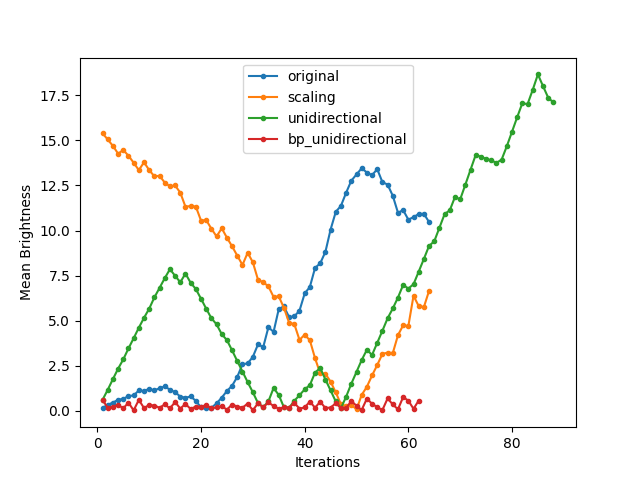 original
scaling
unidirectional
bp_unidirectional
17.5
15.0
12.5
10.0
7.5
5.0
2.5
0.0
Mean Brightness
0
20
40
60
80
Iterations